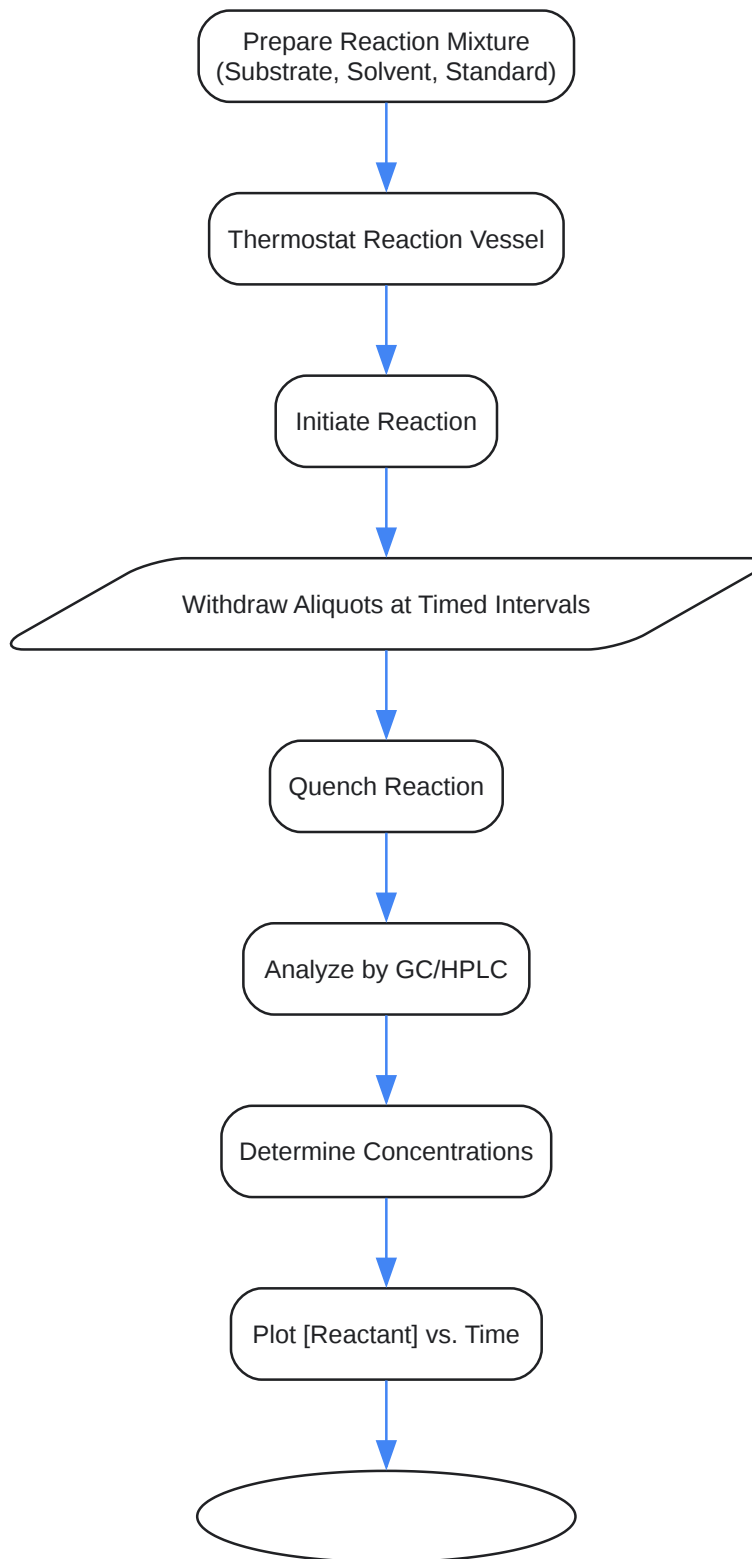 Prepare Reaction Mixture
(Substrate, Solvent, Standard)
Thermostat Reaction Vessel
Initiate Reaction
Withdraw Aliquots at Timed Intervals
Quench Reaction
Analyze by GC/HPLC
Determine Concentrations
Plot [Reactant] vs. Time